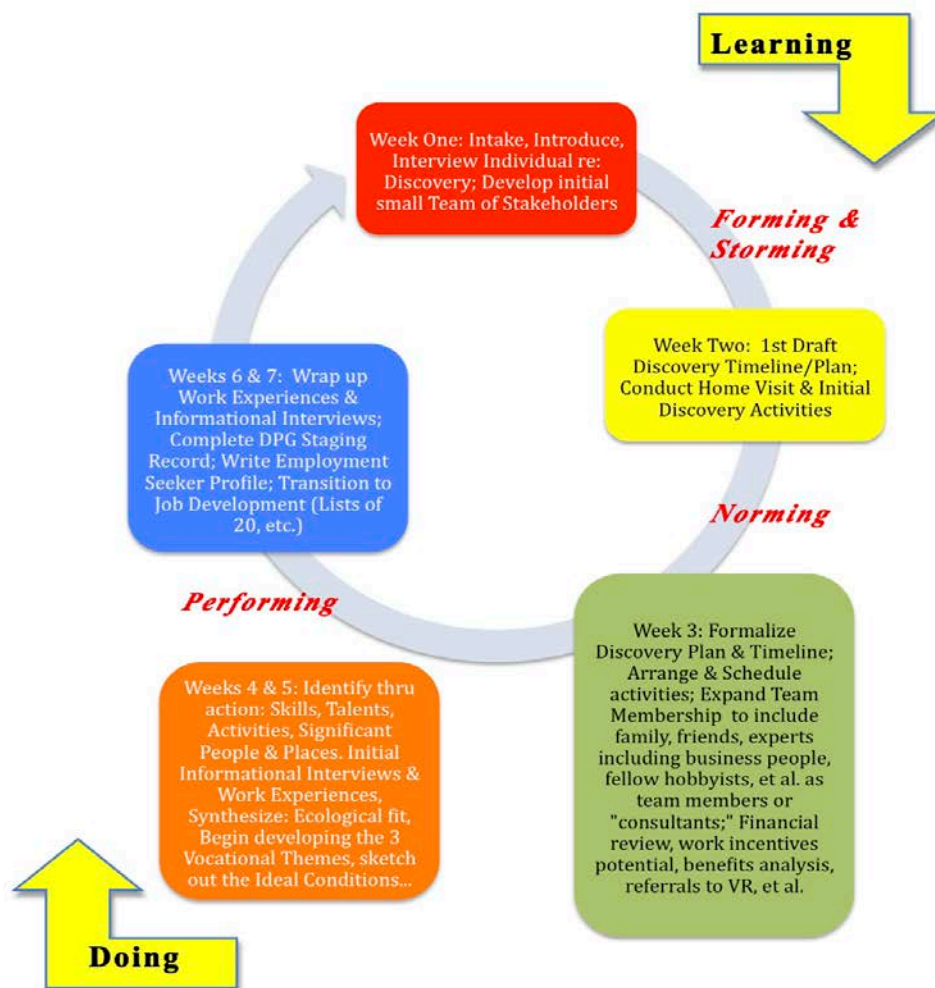 Learning
Week One: Intake, Introduce,
Interview Individual re:
Discovery; Develop initial
small Team of Stakeholders
Forming &
Storming
Week Two:  1st Draft
Discovery Timeline/Plan;
Conduct Home Visit & Initial
Discovery Activities
Norming
Week 3: Formalize
Discovery Plan & Timeline;
Arrange & Schedule
activities; Expand Team
Membership  to include
family, friends, experts
including business people,
fellow hobbyists, et al. as
team members or
"consultants;" Financial
review, work incentives
potential, benefits analysis,
referrals to VR, et al.
Performing
Weeks 4 & 5: Identify thru
action: Skills, Talents,
Activities, Significant
People & Places. Initial
Informational Interviews &
Work Experiences,
Synthesize: Ecological fit,
Begin developing the 3
Vocational Themes, sketch
out the Ideal Conditions...
Weeks 6 & 7:  Wrap up
Work Experiences &
Informational Interviews;
Complete DPG Staging
Record; Write Employment
Seeker Profile; Transition to
Job Development (Lists of
20, etc.)
Doing